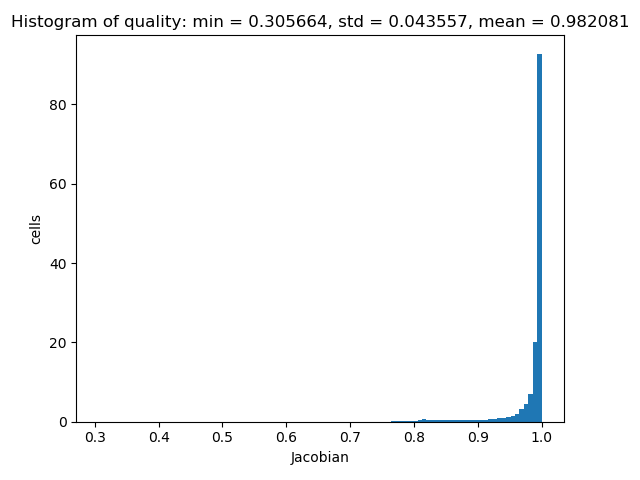 Histogram of quality: min = 0.305664, std = 0.043557, mean = 0.982081
cells
80
60
40
20
0
0.3 0.4 0.5 0.6 0.7 0.8 0.9 1.0
Jacobian